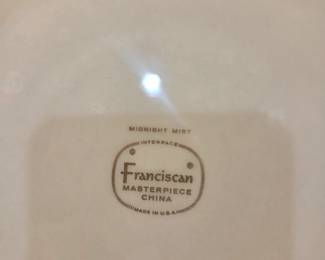 MIDNIGHT MIST
INTERPACE
Franciscan
MASTERPIECE
CHINA
MADE IN U.S.A.